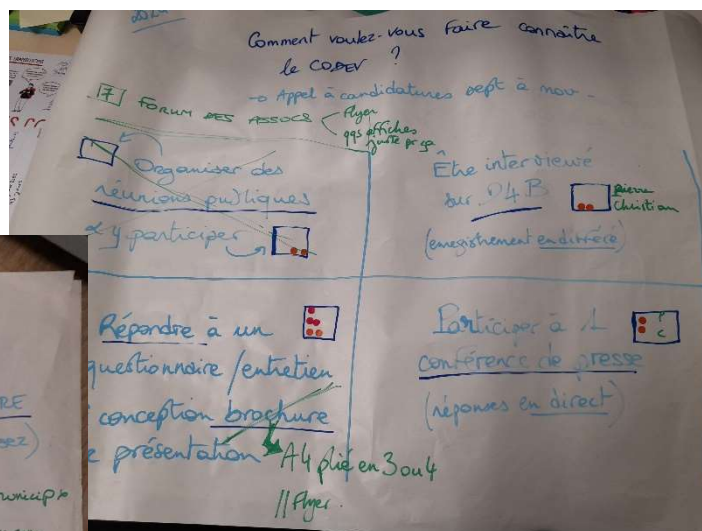 Comment voulez-vous faire connaître
le CODEV ?
→ Appel à candidatures sept à nov -
7 FORUM DES ASSOCS
flyer
qqs affiches
juste pr ça
Organiser des
réunions publiques
& y participer
Être interviewé
sur D4B
Pierre
Christian
(enregistrement en différé)
Répondre à un
questionnaire/entretien
conception brochure
présentation
A4 plié en 3 ou 4
// flyer.
Participer à 1
P
C
conférence de presse
(réponses en direct)
RE